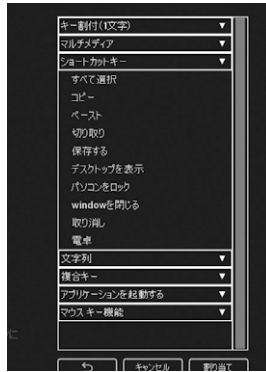 キー割付(1文字) ▼
マルチメディア ▼
ショートカットキー ▼
すべて選択
コピー
ペースト
切り取り
保存する
デスクトップを表示
パソコンをロック
windowを閉じる
取り消し
電卓
文字列 ▼
複合キー ▼
アプリケーションを起動する ▼
マウス キー機能 ▼
に
キャンセル
割り当て